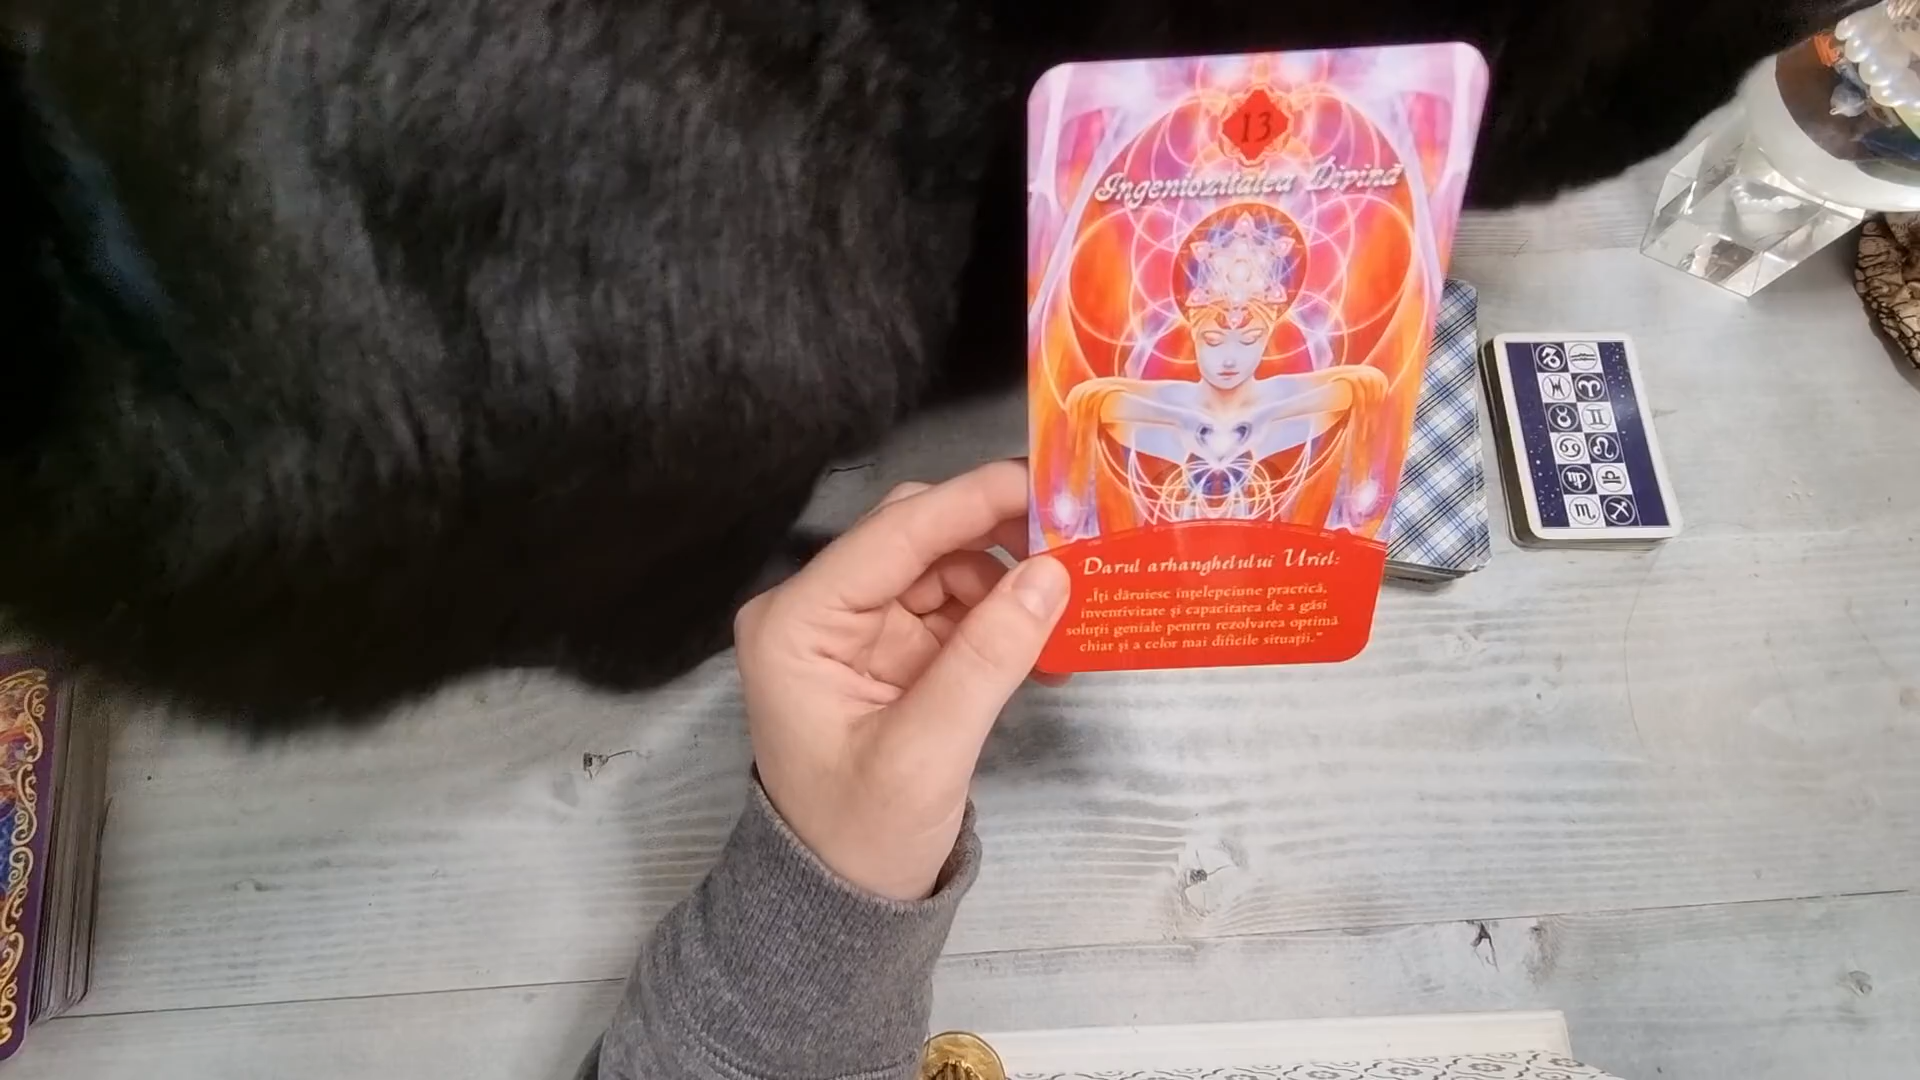 13
Ingeniozitatea Divină
Darul arhanghelului Uriel:
„Îți dăruiesc înțelepciune practică,
inventivitate și capacitatea de a găsi
soluții geniale pentru rezolvarea optimă
chiar și a celor mai dificile situații."